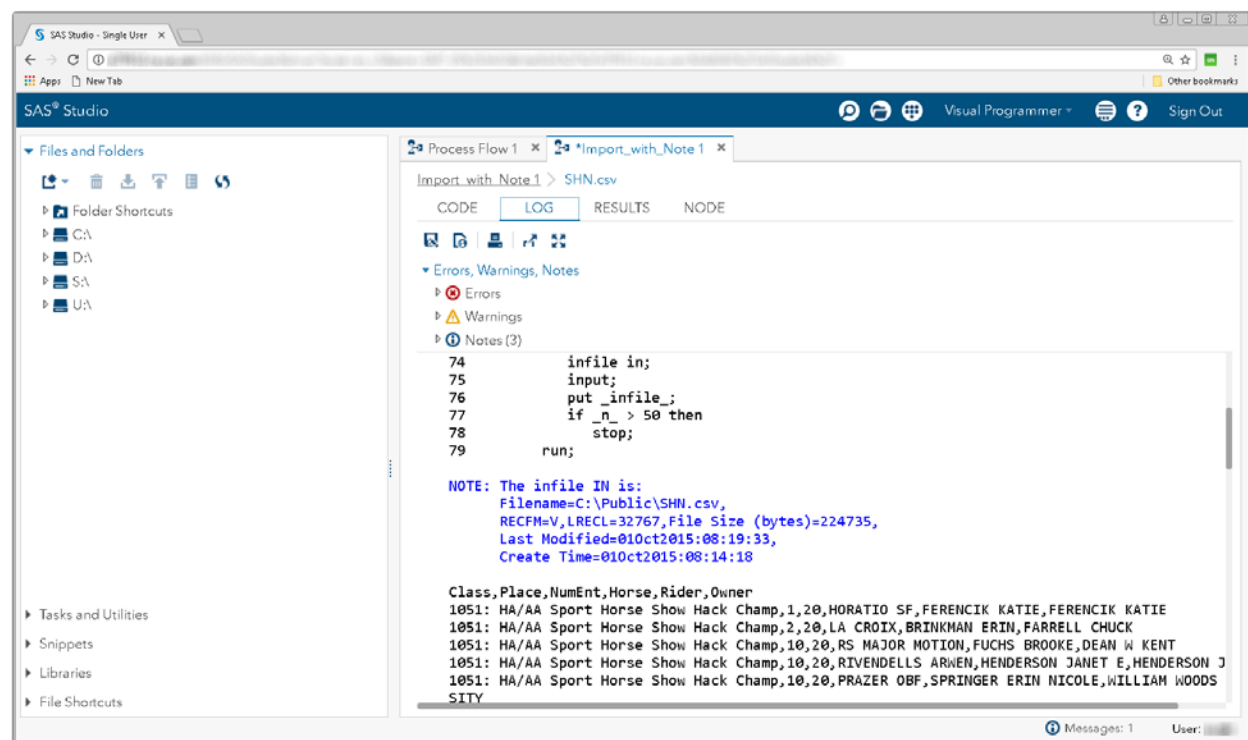 SAS Studio - Single User
Apps New Tab
Other bookmarks
SAS® Studio
Visual Programmer
Sign Out
Files and Folders
Folder Shortcuts
C:\
D:\
S:\
U:\
Tasks and Utilities
Snippets
Libraries
File Shortcuts
Process Flow 1
*Import_with_Note 1
Import_with_Note 1 > SHN.csv
CODE LOG RESULTS NODE
Errors, Warnings, Notes
Errors
Warnings
Notes (3)
74 infile in;
75 input;
76 put _infile_;
77 if _n_ > 50 then
78 stop;
79 run;
NOTE: The infile IN is:
Filename=C:\Public\SHN.csv,
RECFM=V,LRECL=32767,File Size (bytes)=224735,
Last Modified=01Oct2015:08:19:33,
Create Time=01Oct2015:08:14:18
Class,Place,NumEnt,Horse,Rider,Owner
1051: HA/AA Sport Horse Show Hack Champ,1,20,HORATIO SF,FERENCIK KATIE,FERENCIK KATIE
1051: HA/AA Sport Horse Show Hack Champ,2,20,LA CROIX,BRINKMAN ERIN,FARRELL CHUCK
1051: HA/AA Sport Horse Show Hack Champ,10,20,RS MAJOR MOTION,FUCHS BROOKE,DEAN W KENT
1051: HA/AA Sport Horse Show Hack Champ,10,20,RIVENDELLS ARWEN,HENDERSON JANET E,HENDERSON J
1051: HA/AA Sport Horse Show Hack Champ,10,20,PRAZER OBF,SPRINGER ERIN NICOLE,WILLIAM WOODS
SITY
Messages: 1
User: